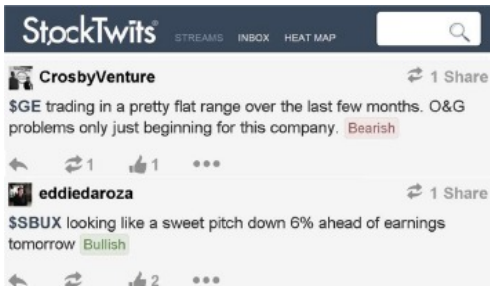 StockTwits STREAMS INBOX HEAT MAP
CrosbyVenture 1 Share
$GE trading in a pretty flat range over the last few months. O&G
problems only just beginning for this company. Bearish
1 1
eddiedaroza 1 Share
$SBUX looking like a sweet pitch down 6% ahead of earnings
tomorrow Bullish
2